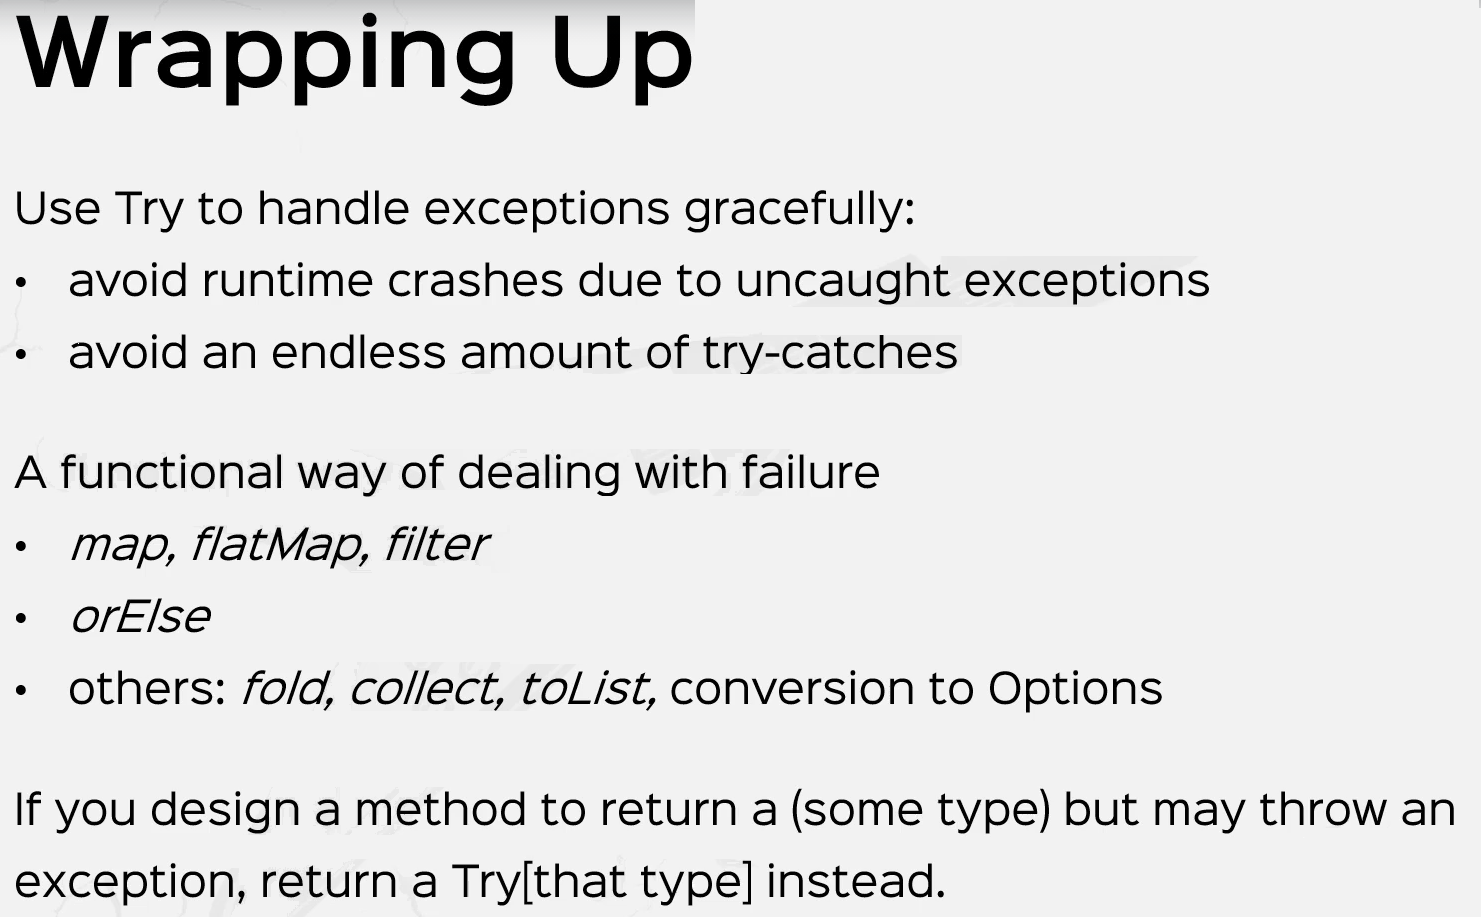 Wrapping Up
Use Try to handle exceptions gracefully:
• avoid runtime crashes due to uncaught exceptions
• avoid an endless amount of try-catches
A functional way of dealing with failure
• map, flatMap, filter
• orElse
• others: fold, collect, toList, conversion to Options
If you design a method to return a (some type) but may throw an
exception, return a Try[that type] instead.